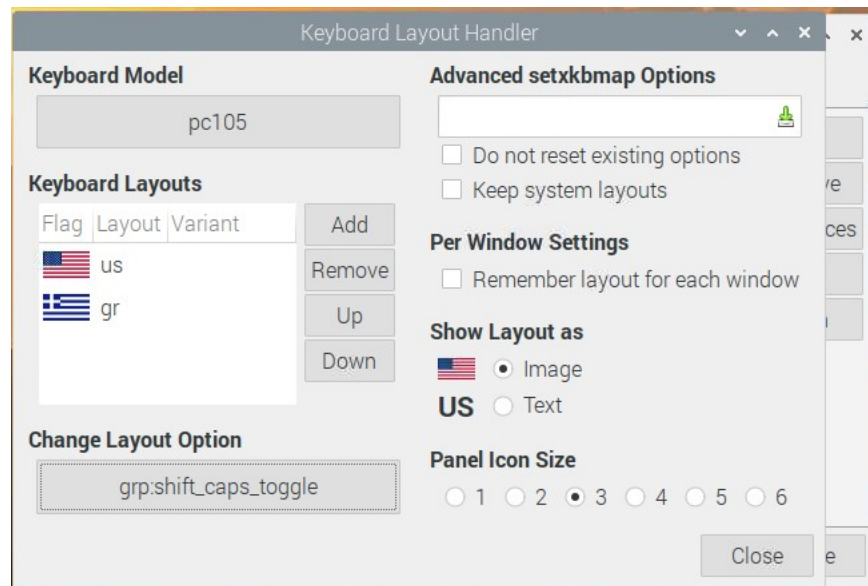 Keyboard Layout Handler
Keyboard Model
pc105
Keyboard Layouts
Flag Layout Variant
us
gr
Add
Remove
Up
Down
Change Layout Option
grp:shift_caps_toggle
Advanced setxkbmap Options
Do not reset existing options
Keep system layouts
Per Window Settings
Remember layout for each window
Show Layout as
Image
US Text
Panel Icon Size
1 2 3 4 5 6
Close
ve
ces
e